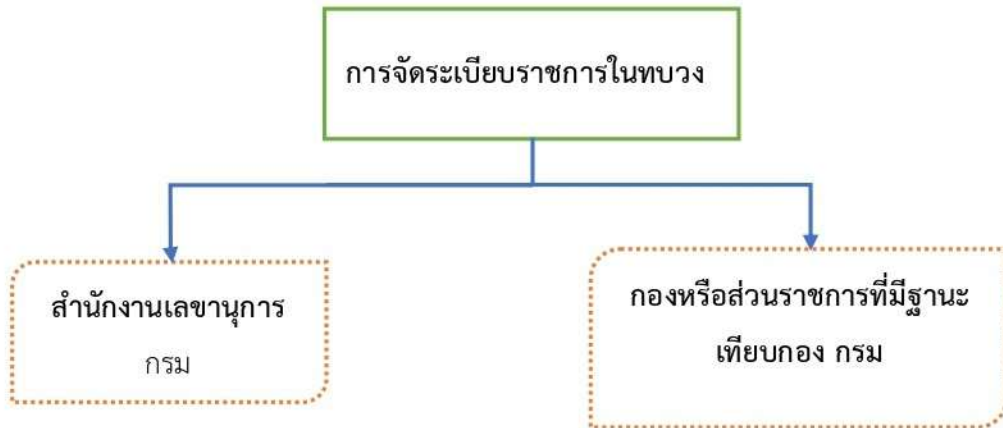 การจัดระเบียบราชการในทบวง
สำนักงานเลขานุการ
กรม
กองหรือส่วนราชการที่มีฐานะ
เทียบกอง กรม